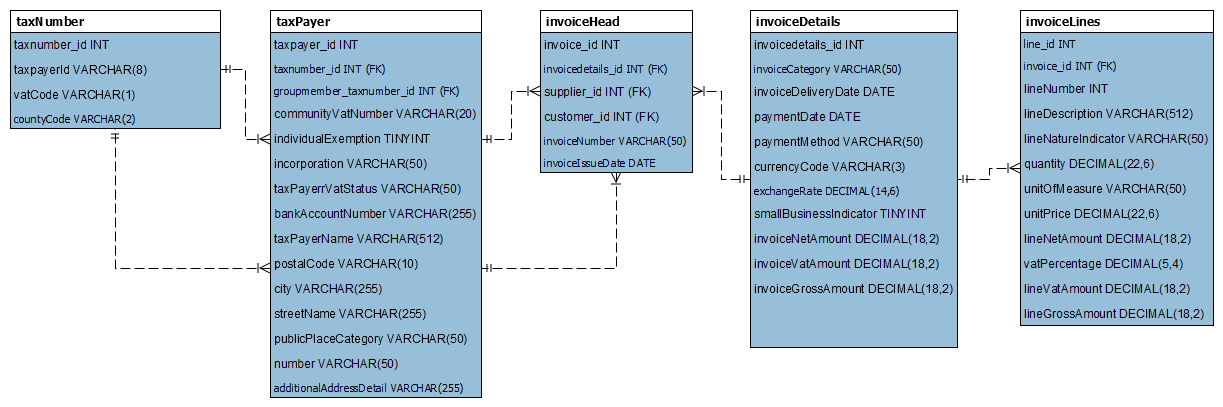 taxNumber
taxnumber_id INT
taxpayerId VARCHAR(8)
vatCode VARCHAR(1)
countyCode VARCHAR(2)
taxPayer
taxpayer_id INT
taxnumber_id INT (FK)
groupmember_taxnumber_id INT (FK)
communityVatNumber VARCHAR(20)
individualExemption TINYINT
incorporation VARCHAR(50)
taxPayerrVatStatus VARCHAR(50)
bankAccountNumber VARCHAR(255)
taxPayerName VARCHAR(512)
postalCode VARCHAR(10)
city VARCHAR(255)
streetName VARCHAR(255)
publicPlaceCategory VARCHAR(50)
number VARCHAR(50)
additionalAddressDetail VARCHAR(255)
invoiceHead
invoice_id INT
invoicedetails_id INT (FK)
supplier_id INT (FK)
customer_id INT (FK)
invoiceNumber VARCHAR(50)
invoiceIssueDate DATE
invoiceDetails
invoicedetails_id INT
invoiceCategory VARCHAR(50)
invoiceDeliveryDate DATE
paymentDate DATE
paymentMethod VARCHAR(50)
currencyCode VARCHAR(3)
exchangeRate DECIMAL(14,6)
smallBusinessIndicator TINYINT
invoiceNetAmount DECIMAL(18,2)
invoiceVatAmount DECIMAL(18,2)
invoiceGrossAmount DECIMAL(18,2)
invoiceLines
line_id INT
invoice_id INT (FK)
lineNumber INT
lineDescription VARCHAR(512)
lineNatureIndicator VARCHAR(50)
quantity DECIMAL(22,6)
unitOfMeasure VARCHAR(50)
unitPrice DECIMAL(22,6)
lineNetAmount DECIMAL(18,2)
vatPercentage DECIMAL(5,4)
lineVatAmount DECIMAL(18,2)
lineGrossAmount DECIMAL(18,2)